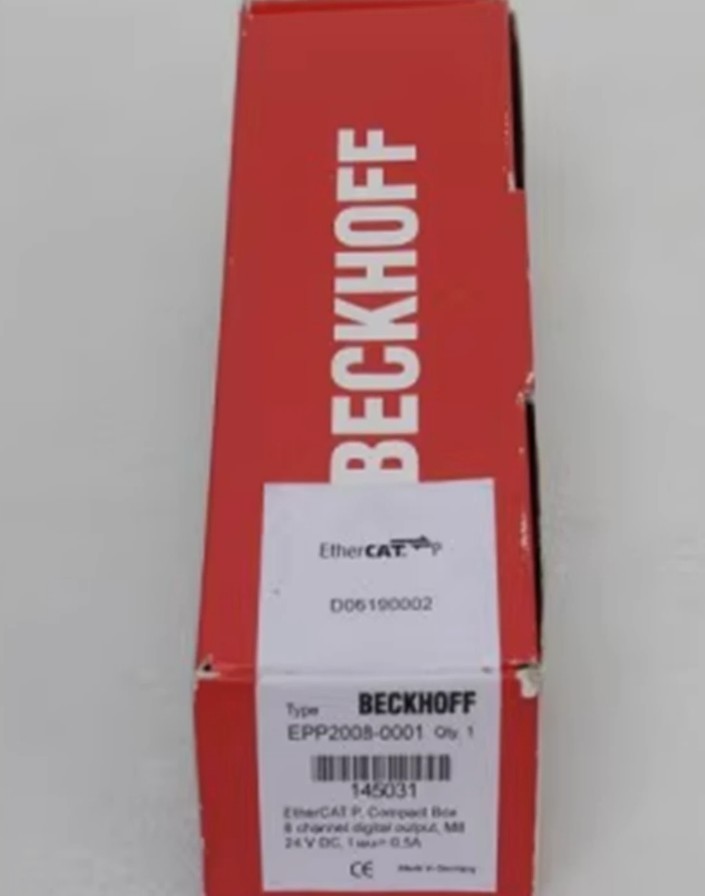 BECKHOFF
EtherCAT P
D06190002
Type BECKHOFF
EPP2008-0001 Qty. 1
145031
EtherCAT P, Compact Box
8 channel digital output, M8
24 V DC, I MAX= 0.5A
CE Made in Germany